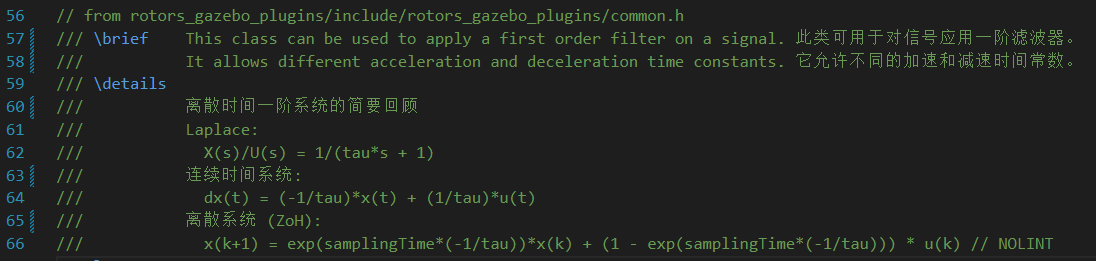 56 // from rotors_gazebo_plugins/include/rotors_gazebo_plugins/common.h
57 /// \brief This class can be used to apply a first order filter on a signal. 此类可用于对信号应用一阶滤波器。
58 /// It allows different acceleration and deceleration time constants. 它允许不同的加速和减速时间常数。
59 /// \details
60 /// 离散时间一阶系统的简要回顾
61 /// Laplace:
62 /// X(s)/U(s) = 1/(tau*s + 1)
63 /// 连续时间系统:
64 /// dx(t) = (-1/tau)*x(t) + (1/tau)*u(t)
65 /// 离散系统 (ZoH):
66 /// x(k+1) = exp(samplingTime*(-1/tau))*x(k) + (1 - exp(samplingTime*(-1/tau))) * u(k) // NOLINT